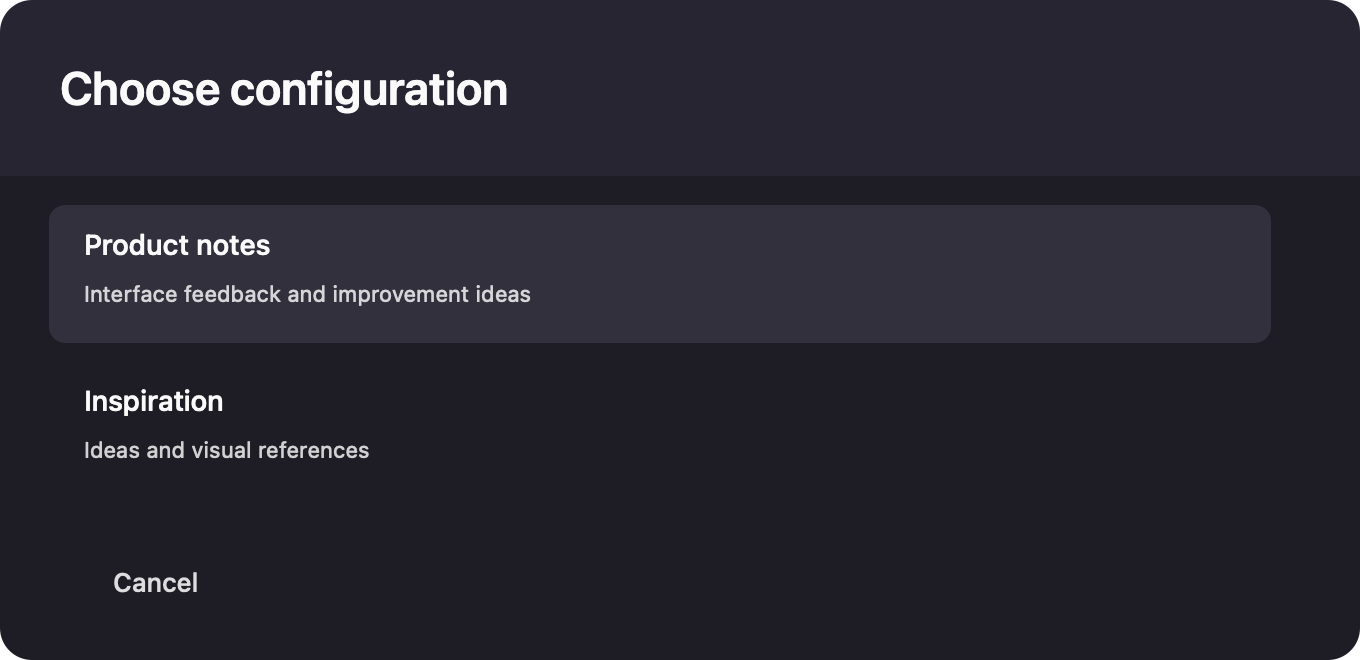 Choose configuration
Product notes
Interface feedback and improvement ideas
Inspiration
Ideas and visual references
Cancel